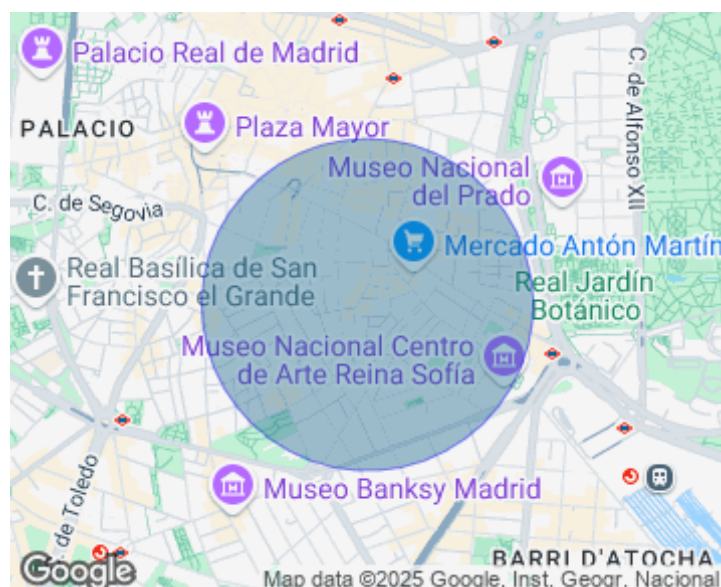 Palacio Real de Madrid
PALACIO
Plaza Mayor
Museo Nacional
del Prado
C. de Alfonso XII
C. de Segovia
Mercado Antón Martín
Real Basílica de San
Francisco el Grande
Real Jardín
Botánico
Museo Nacional Centro
de Arte Reina Sofía
de Toledo
Museo Banksy Madrid
BARRI D'ATOCHA
Google
Map data ©2025 Google, Inst. Geogr. Nacional